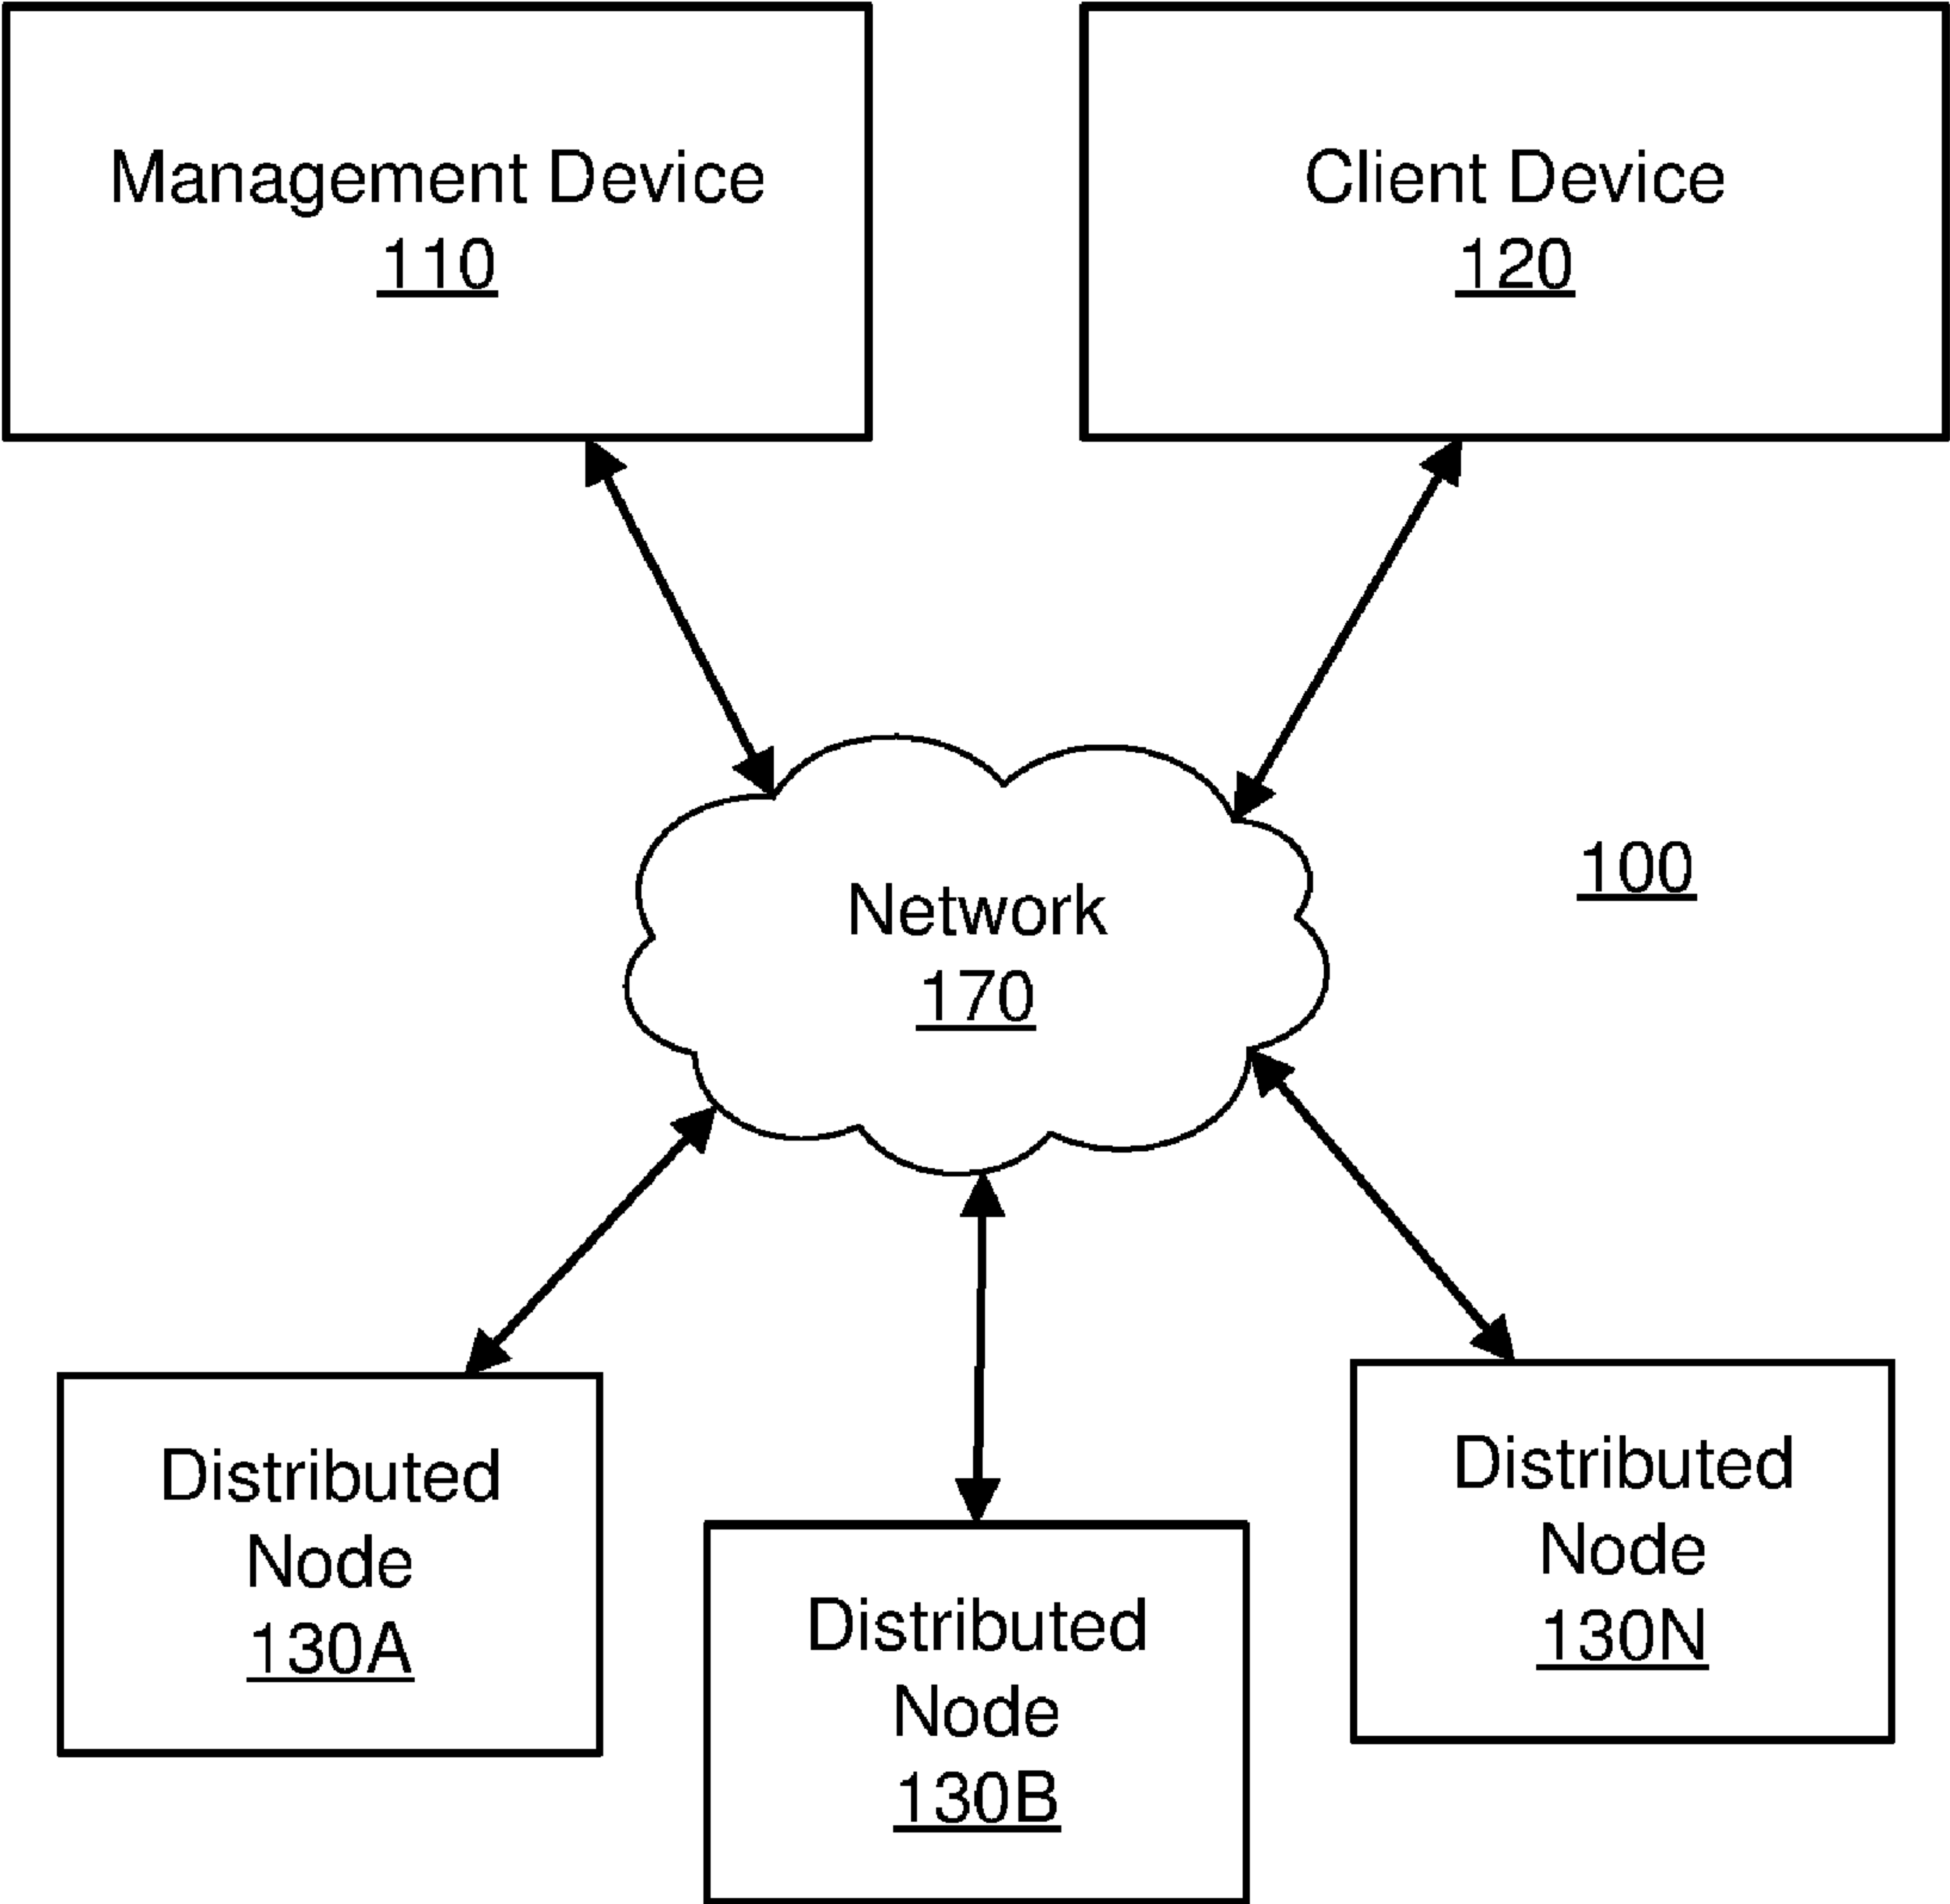 Management Device
110
Client Device
120
Network
170
100
Distributed
Node
130A
Distributed
Node
130B
Distributed
Node
130N